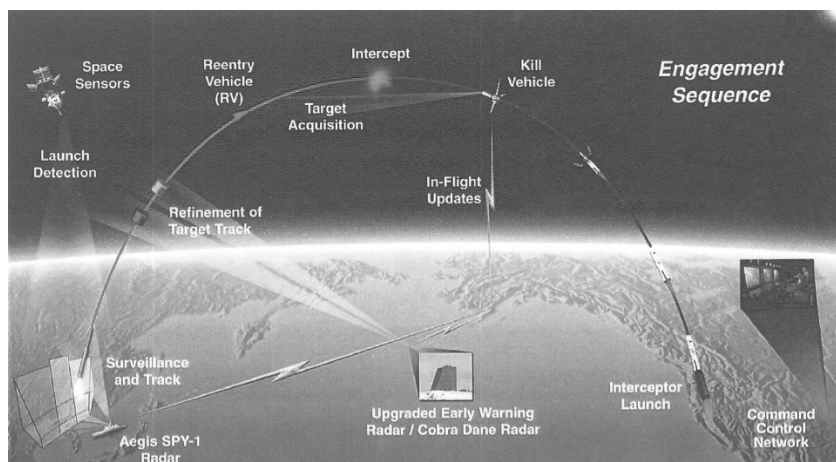 Engagement
Sequence
Space
Sensors
Reentry
Vehicle
(RV)
Intercept
Kill
Vehicle
Target
Acquisition
Launch
Detection
In-Flight
Updates
Refinement of
Target Track
Surveillance
and Track
Aegis SPY-1
Radar
Upgraded Early Warning
Radar / Cobra Dane Radar
Interceptor
Launch
Command
Control
Network